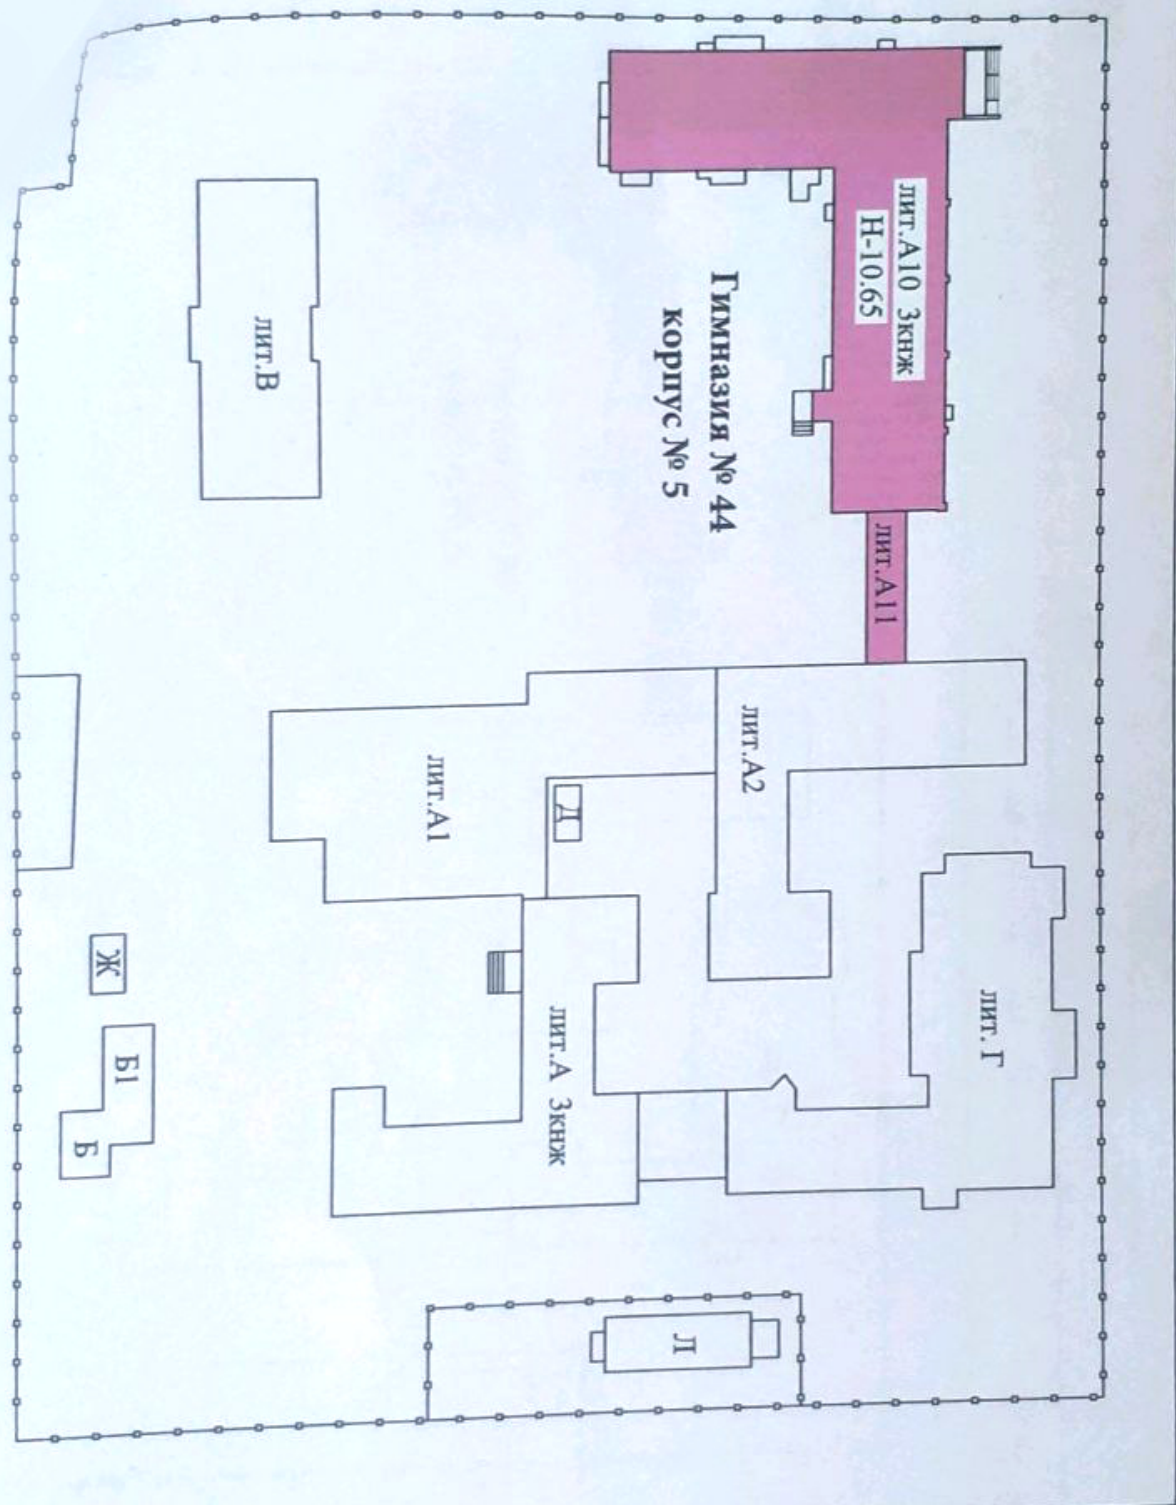 лит.А10 3кнж
Н-10.65
Гимназия № 44
корпус № 5
лит.А11
лит.В
лит.А2
лит.А1
Д
лит. Г
лит.А 3кнж
Ж
Б1
Б
Л